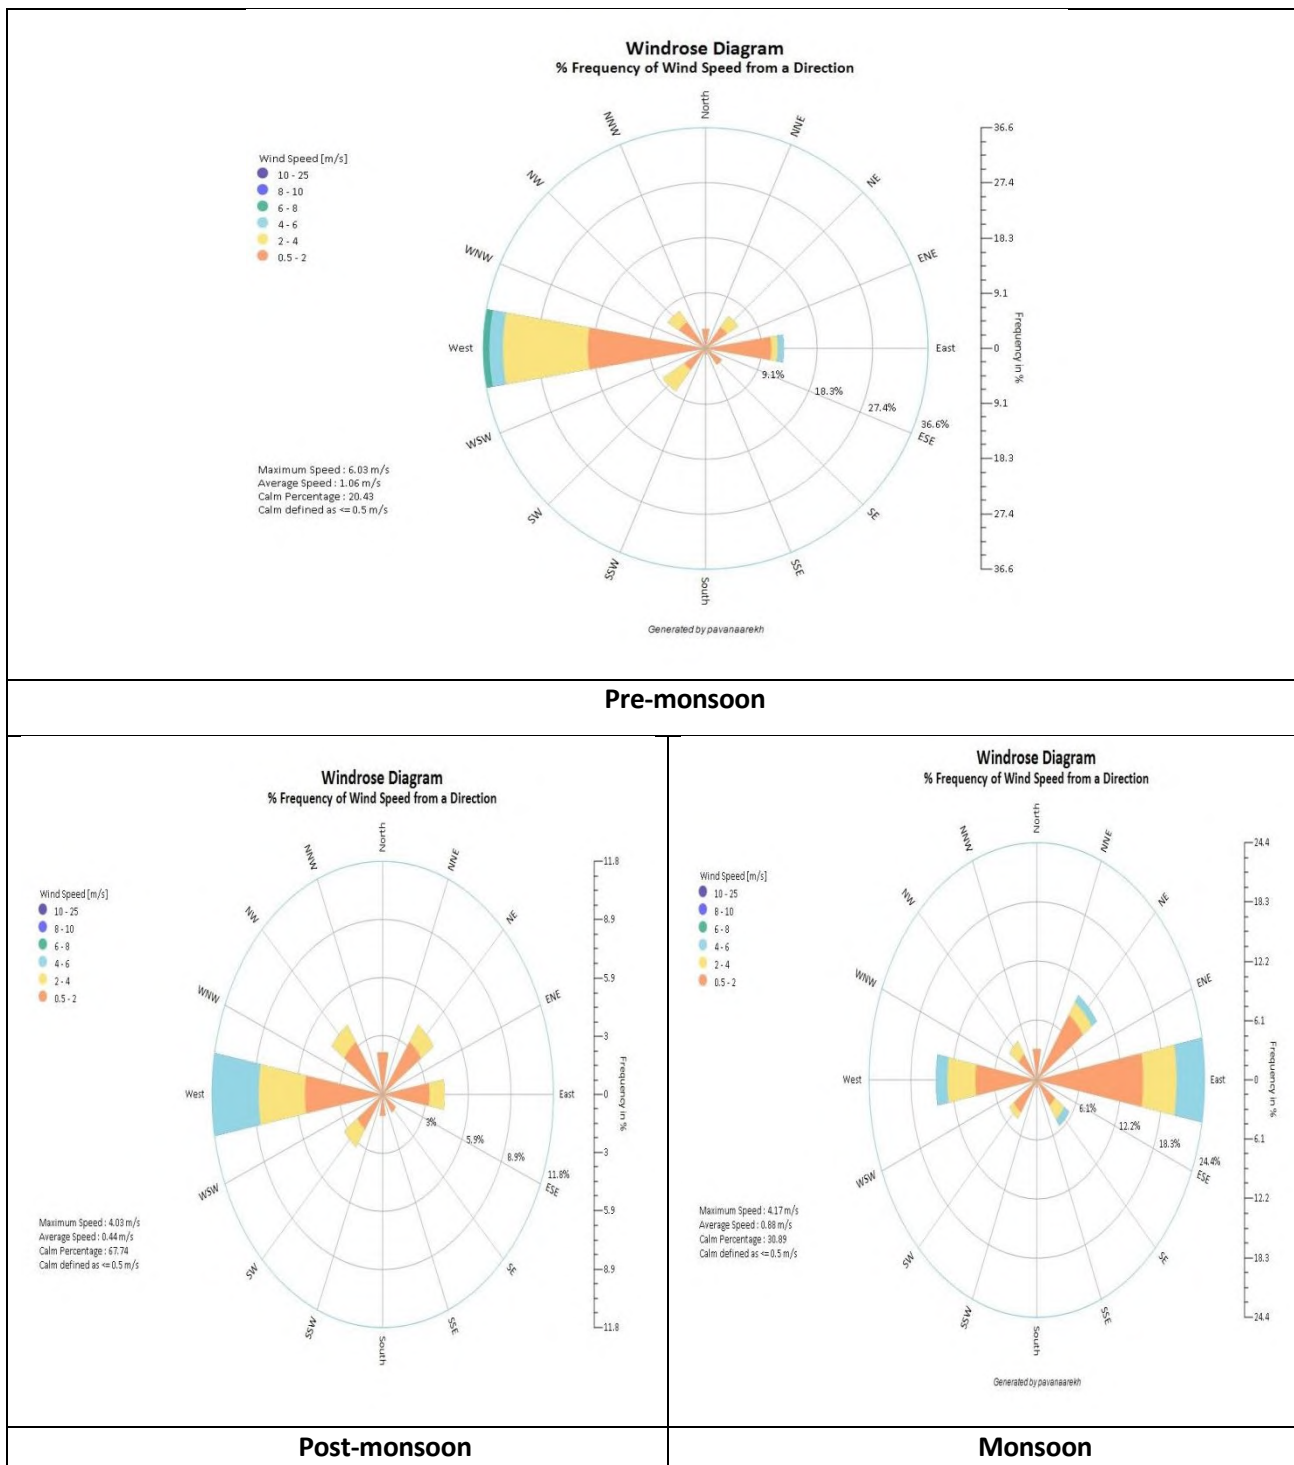 Windrose Diagram
% Frequency of Wind Speed from a Direction
North
NNE
NE
ENE
East
ESE
SE
SSE
South
SSW
SW
WSW
West
WNW
NW
NNW
9.1%
18.3%
27.4%
36.6%
Wind Speed [m/s]
10 - 25
8 - 10
6 - 8
4 - 6
2 - 4
0.5 - 2
Maximum Speed : 6.03 m/s
Average Speed : 1.06 m/s
Calm Percentage : 20.43
Calm defined as <= 0.5 m/s
36.6
27.4
18.3
9.1
0
9.1
18.3
27.4
36.6
Frequency in %
Generated by pavanaarekh
Pre-monsoon
Windrose Diagram
% Frequency of Wind Speed from a Direction
North
NNE
NE
ENE
East
ESE
SE
SSE
South
SSW
SW
WSW
West
WNW
NW
NNW
3%
5.9%
8.9%
11.8%
Wind Speed [m/s]
10 - 25
8 - 10
6 - 8
4 - 6
2 - 4
0.5 - 2
Maximum Speed : 4.03 m/s
Average Speed : 0.44 m/s
Calm Percentage : 67.74
Calm defined as <= 0.5 m/s
11.8
8.9
5.9
3
0
3
5.9
8.9
11.8
Frequency in %
Post-monsoon
Windrose Diagram
% Frequency of Wind Speed from a Direction
North
NNE
NE
ENE
East
ESE
SE
SSE
South
SSW
SW
WSW
West
WNW
NW
NNW
6.1%
12.2%
18.3%
24.4%
Wind Speed [m/s]
10 - 25
8 - 10
6 - 8
4 - 6
2 - 4
0.5 - 2
Maximum Speed : 4.17 m/s
Average Speed : 0.88 m/s
Calm Percentage : 30.89
Calm defined as <= 0.5 m/s
24.4
18.3
12.2
6.1
0
6.1
12.2
18.3
24.4
Frequency in %
Generated by pavanaarekh
Monsoon